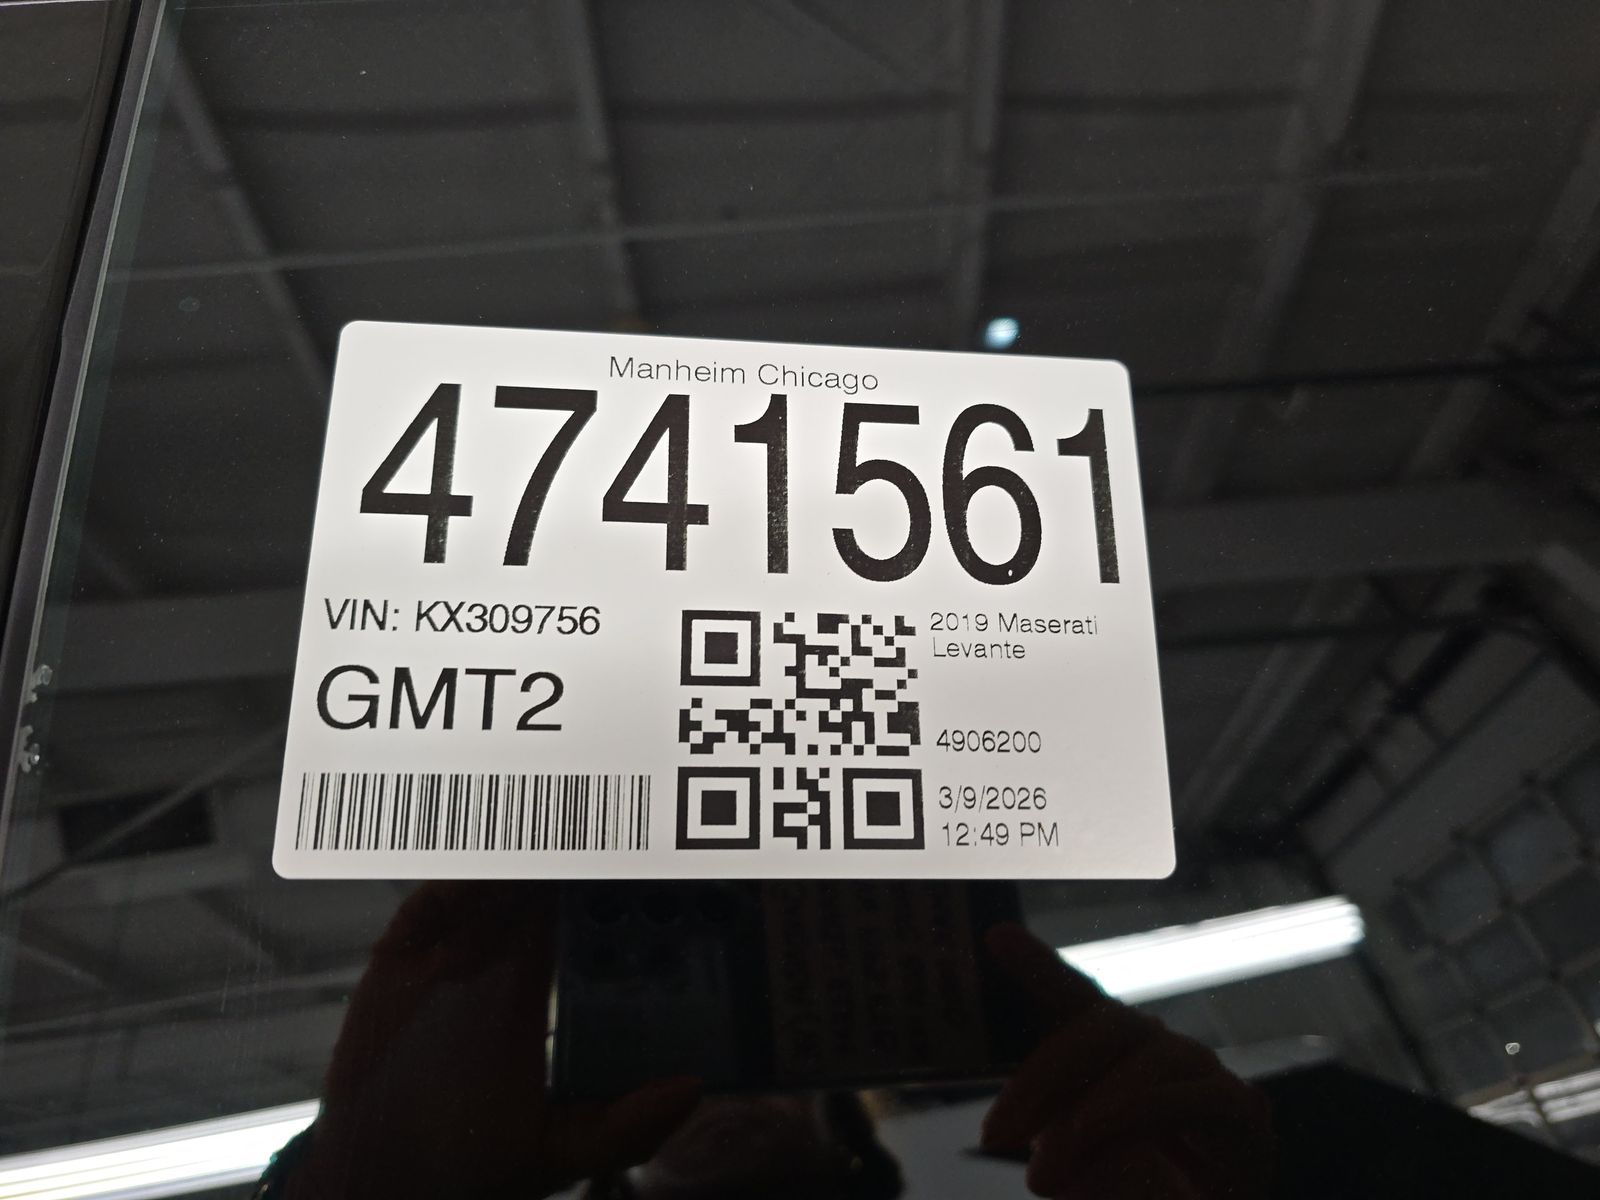 Manheim Chicago
4741561
VIN: KX309756
GMT2
2019 Maserati
Levante
4906200
3/9/2026
12:49 PM